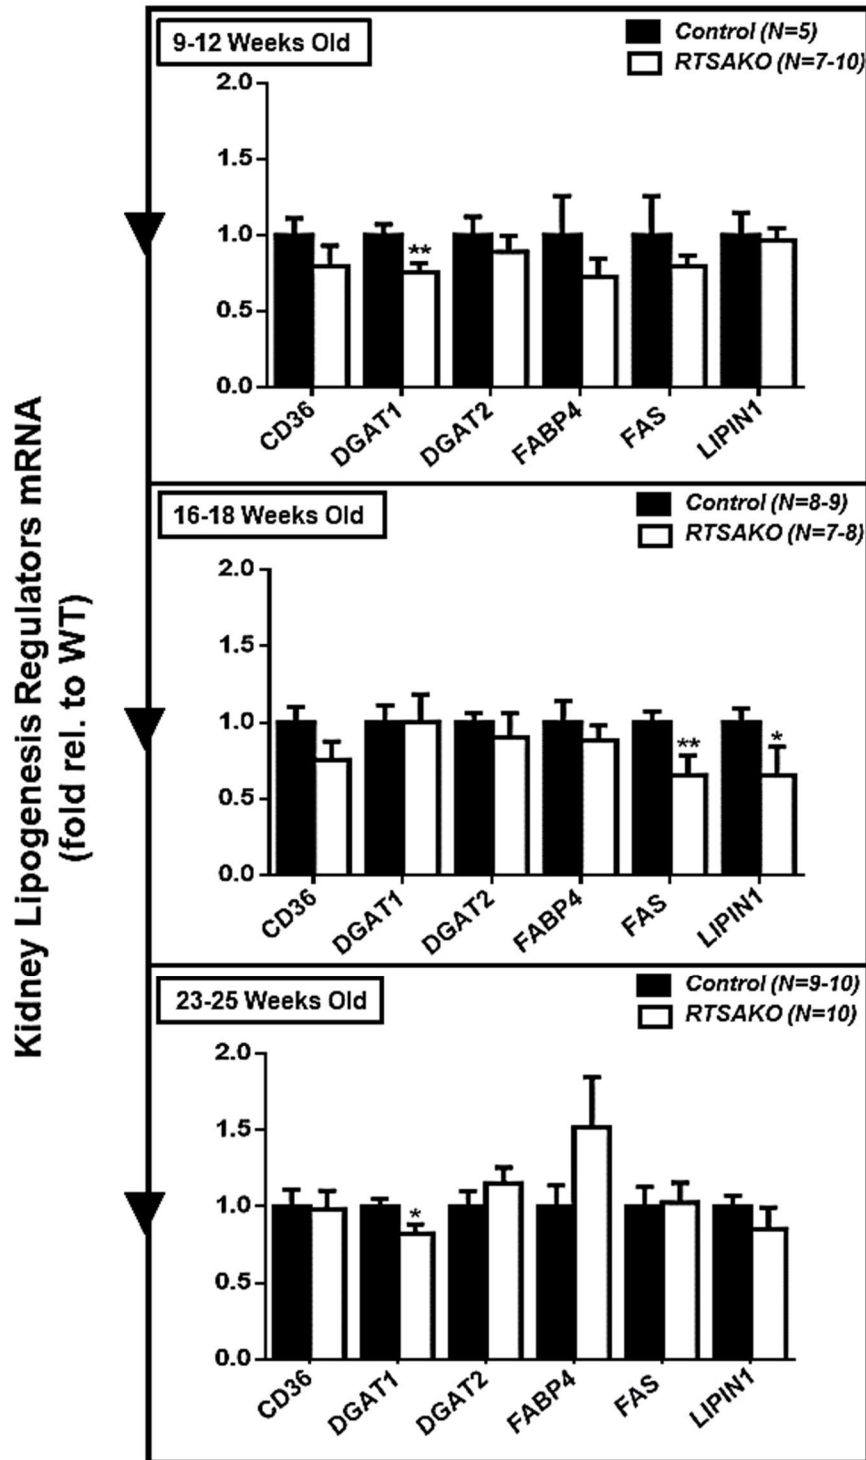 Kidney Lipogenesis Regulators mRNA
(fold rel. to WT)
9-12 Weeks Old
Control (N=5)
RTSAKO (N=7-10)
2.0
1.5
1.0
0.5
0.0
**
CD36
DGAT1
DGAT2
FABP4
FAS
LIPIN1
16-18 Weeks Old
Control (N=8-9)
RTSAKO (N=7-8)
2.0
1.5
1.0
0.5
0.0
**
*
CD36
DGAT1
DGAT2
FABP4
FAS
LIPIN1
23-25 Weeks Old
Control (N=9-10)
RTSAKO (N=10)
2.0
1.5
1.0
0.5
0.0
*
CD36
DGAT1
DGAT2
FABP4
FAS
LIPIN1